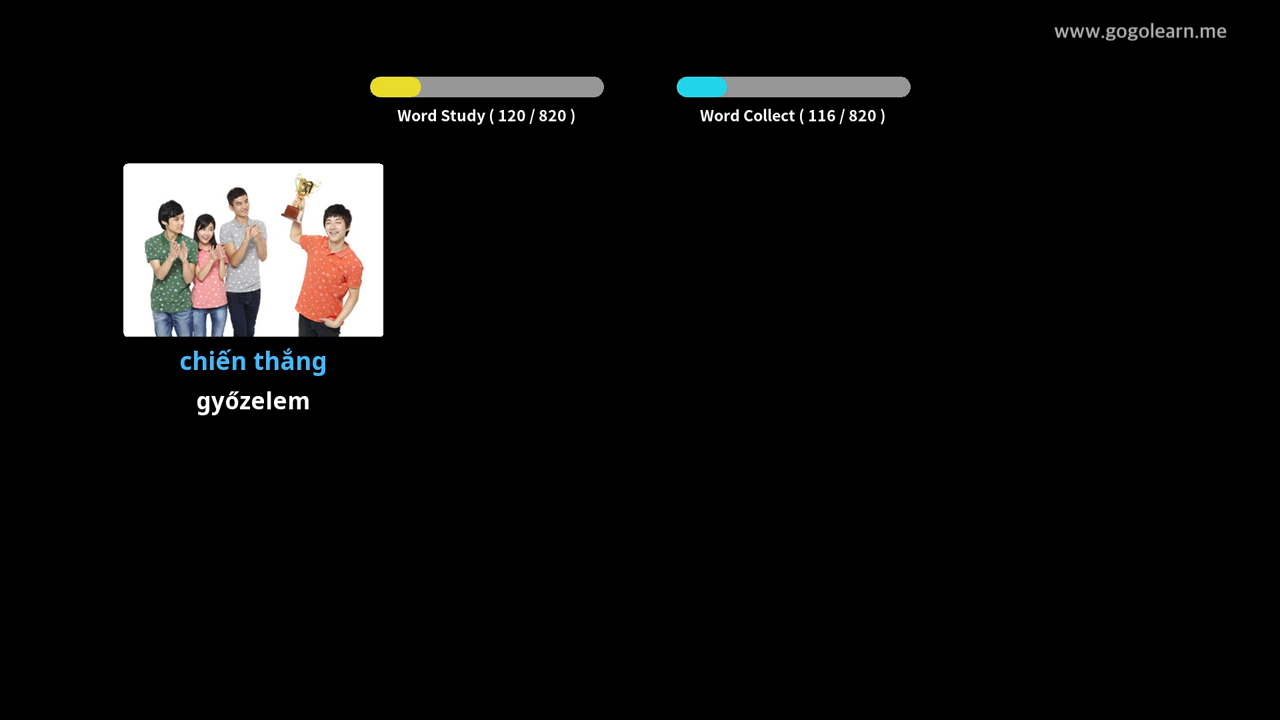 www.gogolearn.me
Word Study ( 120 / 820 )
Word Collect ( 116 / 820 )
chiến thắng
győzelem